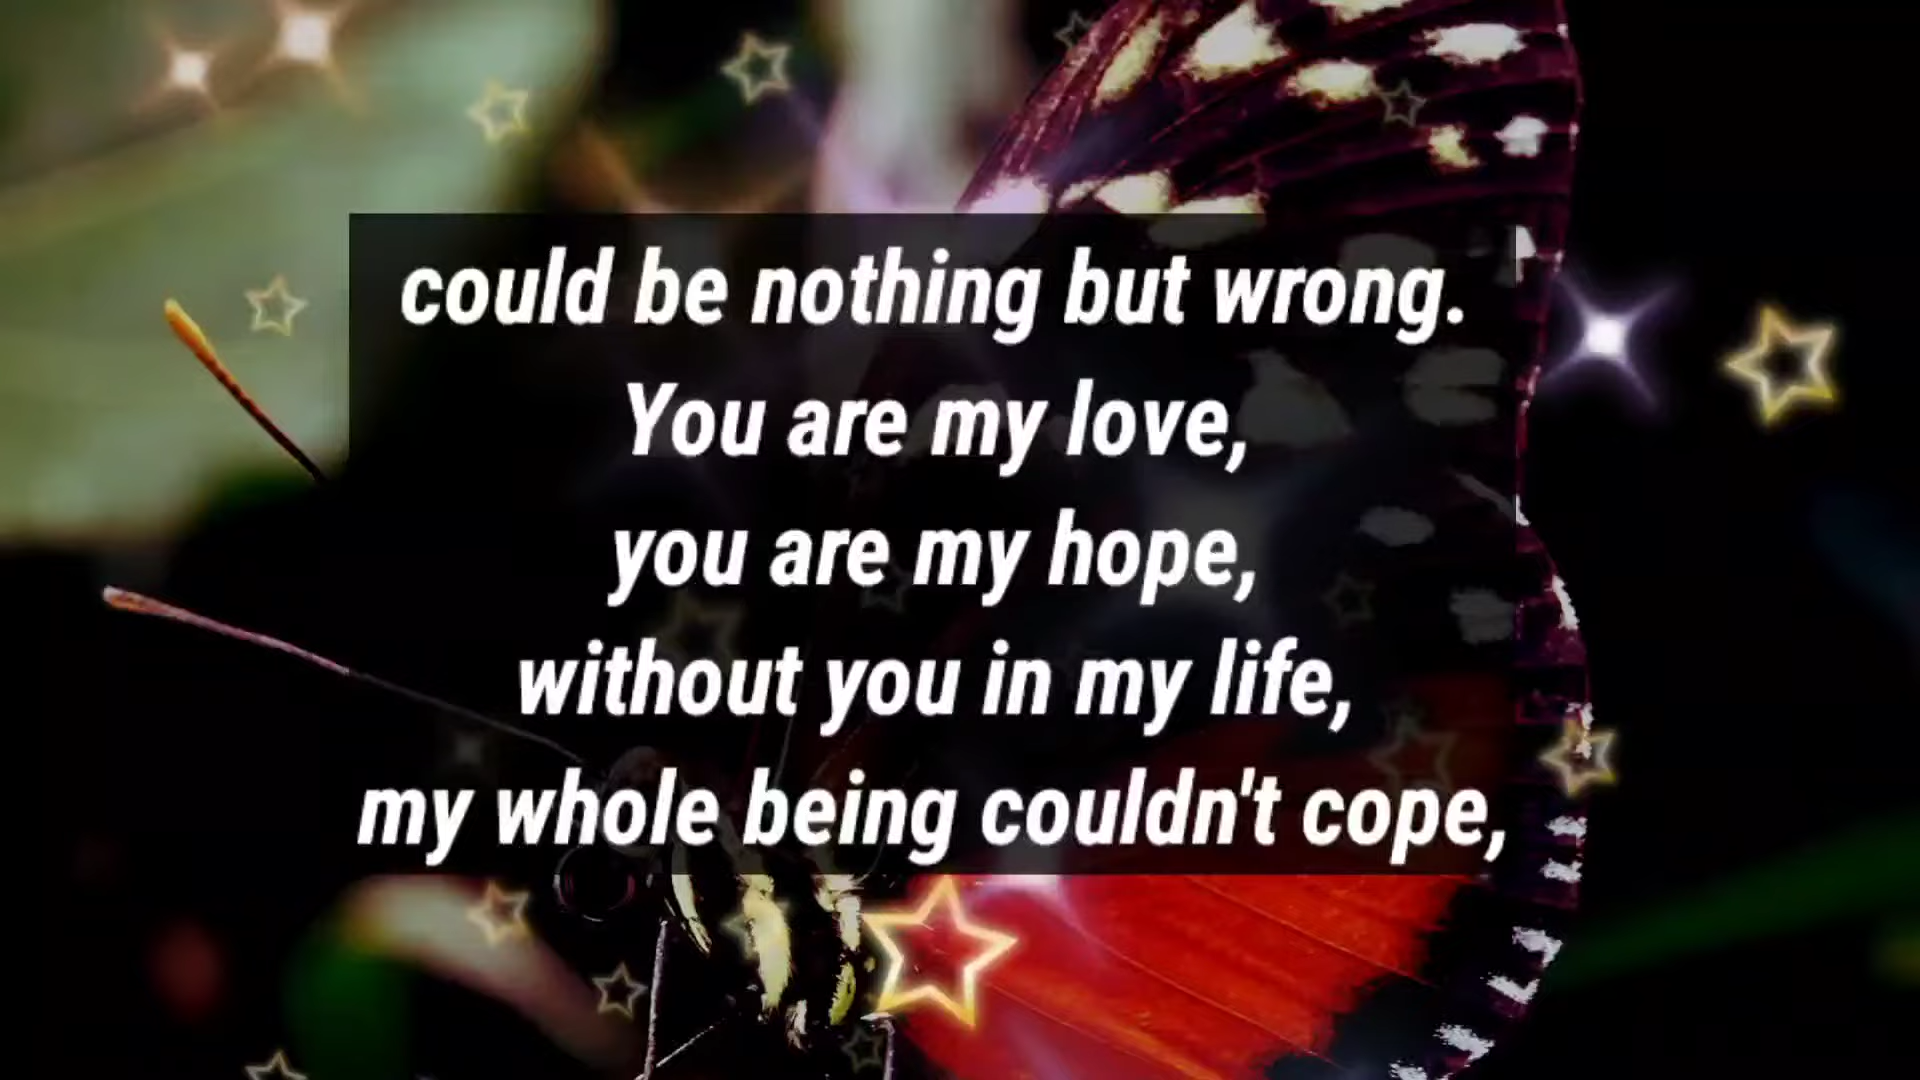 could be nothing but wrong.
You are my love,
you are my hope,
without you in my life,
my whole being couldn't cope,